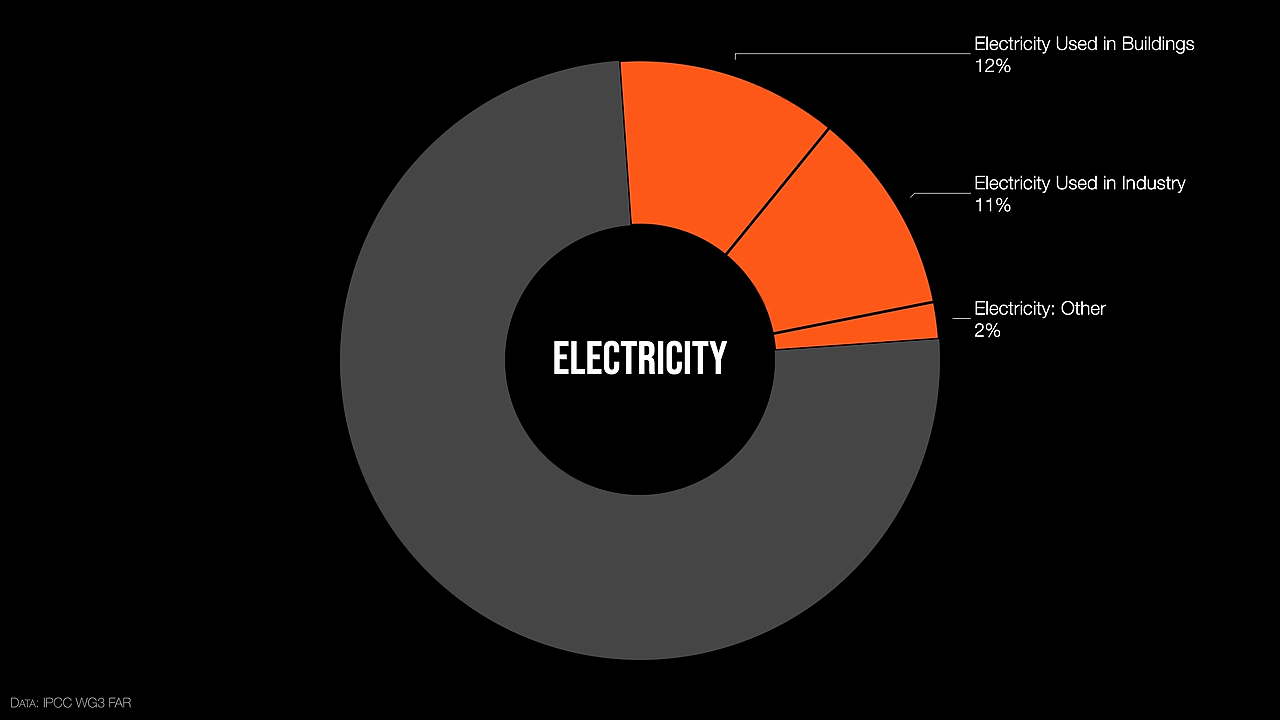 Electricity Used in Buildings
12%
Electricity Used in Industry
11%
Electricity: Other
2%
ELECTRICITY
DATA: IPCC WG3 FAR